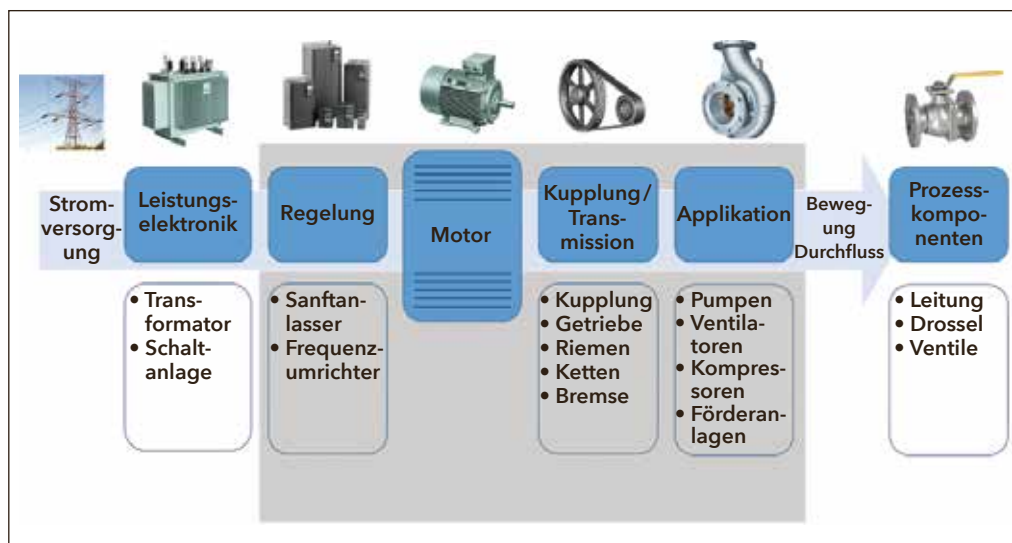 Strom-
versorg-
ung
Leistungs-
elektronik
• Trans-
formator
• Schalt-
anlage
Regelung
• Sanftan-
lasser
• Frequenz-
umrichter
Motor
Kupplung/
Trans-
mission
• Kupplung
• Getriebe
• Riemen
• Ketten
• Bremse
Applikation
• Pumpen
• Ventila-
toren
• Kompres-
soren
• Förderan-
lagen
Beweg-
ung
Durchfluss
Prozess-
kompo-
nenten
• Leitung
• Drossel
• Ventile